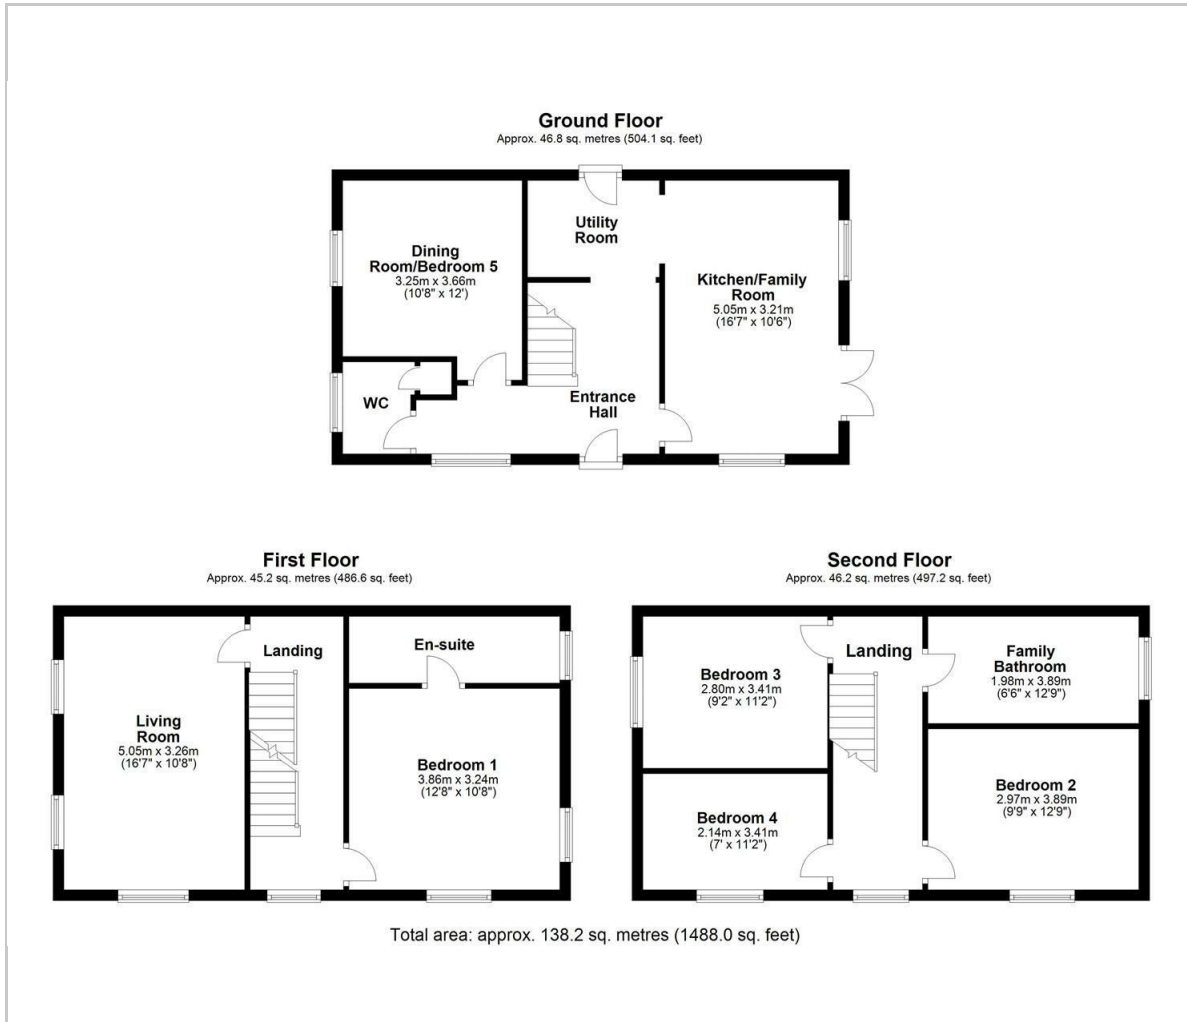 Ground Floor
Approx. 46.8 sq. metres (504.1 sq. feet)
Utility
Room
Dining
Room/Bedroom 5
3.25m x 3.66m
(10'8" x 12')
Kitchen/Family
Room
5.05m x 3.21m
(16'7" x 10'6")
WC
Entrance
Hall
First Floor
Approx. 45.2 sq. metres (486.6 sq. feet)
Landing
En-suite
Living
Room
5.05m x 3.26m
(16'7" x 10'8")
Bedroom 1
3.86m x 3.24m
(12'8" x 10'8")
Second Floor
Approx. 46.2 sq. metres (497.2 sq. feet)
Bedroom 3
2.80m x 3.41m
(9'2" x 11'2")
Landing
Family
Bathroom
1.98m x 3.89m
(6'6" x 12'9")
Bedroom 4
2.14m x 3.41m
(7' x 11'2")
Bedroom 2
2.97m x 3.89m
(9'9" x 12'9")
Total area: approx. 138.2 sq. metres (1488.0 sq. feet)